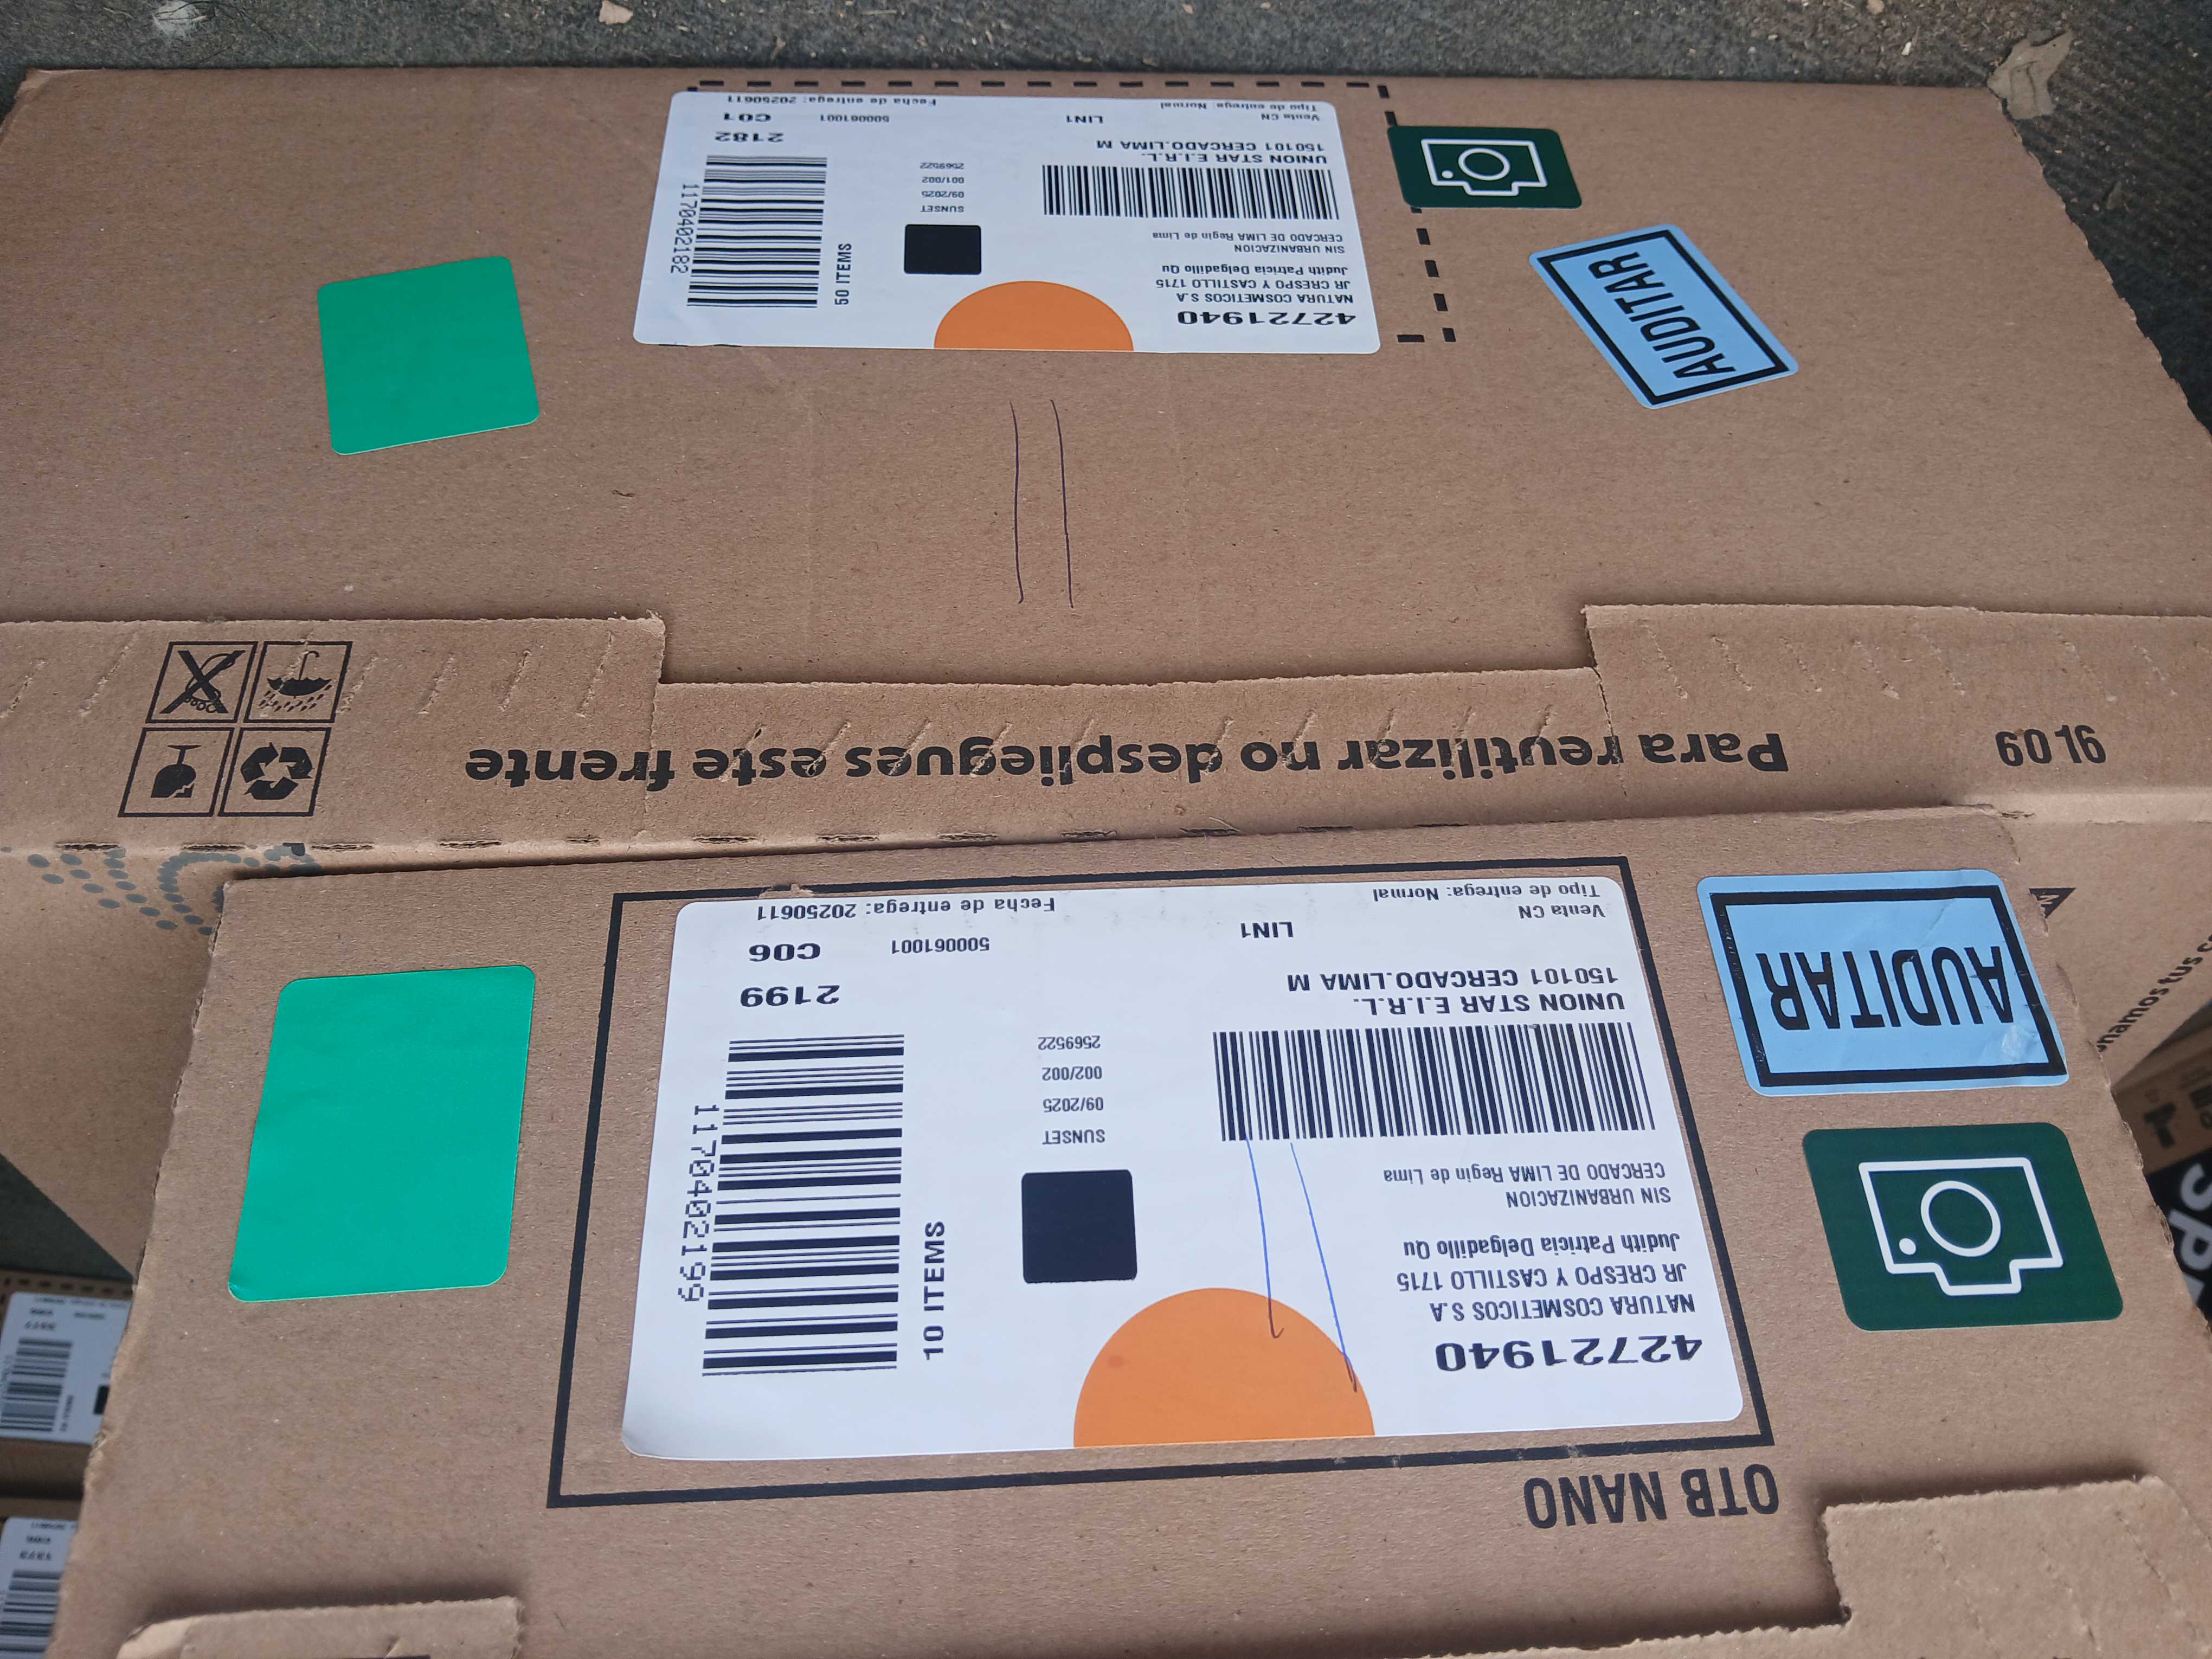 42721940
NATURA COSMETICOS S.A
JR CRESPO Y CASTILLO 1715
Judith Patricia Delgadillo Qu
SIN URBANIZACION
CERCADO DE LIMA Regin de Lima
UNION STAR E.I.R.L.
150101 CERCADO.LIMA M
Venta CN
Tipo de entrega: Normal
LIN1
SUNSET
09/2025
001/002
2569522
50 ITEMS
1170402182
2182
C01
500061001
Fecha de entrega: 20250611
AUDITAR
Para reutilizar no despliegues este frente
60 16
OTB NANO
42721940
NATURA COSMETICOS S.A
JR CRESPO Y CASTILLO 1715
Judith Patricia Delgadillo Qu
SIN URBANIZACION
CERCADO DE LIMA Regin de Lima
UNION STAR E.I.R.L.
150101 CERCADO.LIMA M
Venta CN
Tipo de entrega: Normal
LIN1
SUNSET
09/2025
002/002
2569522
10 ITEMS
1170402199
2199
C06
500061001
Fecha de entrega: 20250611
AUDITAR